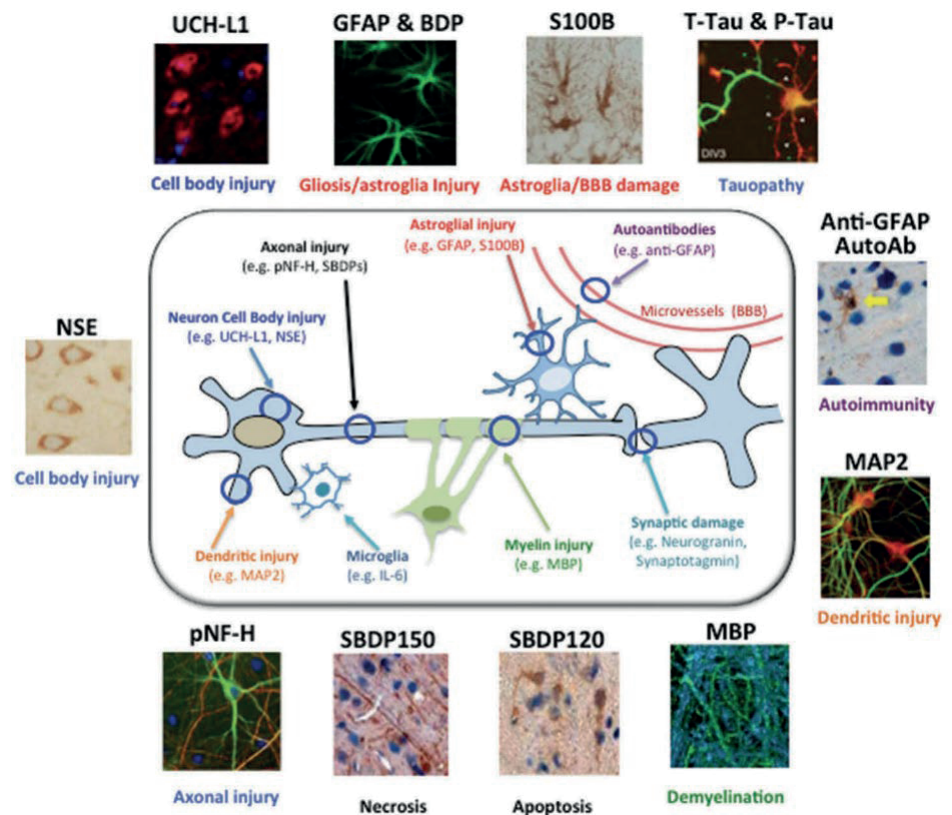 UCH-L1
GFAP & BDP
S100B
T-Tau & P-Tau
DIV3
Cell body injury
Gliosis/astroglia Injury
Astroglia/BBB damage
Tauopathy
Anti-GFAP
AutoAb
Autoimmunity
NSE
Cell body injury
Axonal injury
(e.g. pNF-H, SBDPs)
Astroglial injury
(e.g. GFAP, S100B)
Autoantibodies
(e.g. anti-GFAP)
Microvessels (BBB)
Neuron Cell Body injury
(e.g. UCH-L1, NSE)
Dendritic injury
(e.g. MAP2)
Microglia
(e.g. IL-6)
Myelin injury
(e.g. MBP)
Synaptic damage
(e.g. Neurogranin,
Synaptotagmin)
MAP2
Dendritic injury
pNF-H
SBDP150
SBDP120
MBP
Axonal injury
Necrosis
Apoptosis
Demyelination